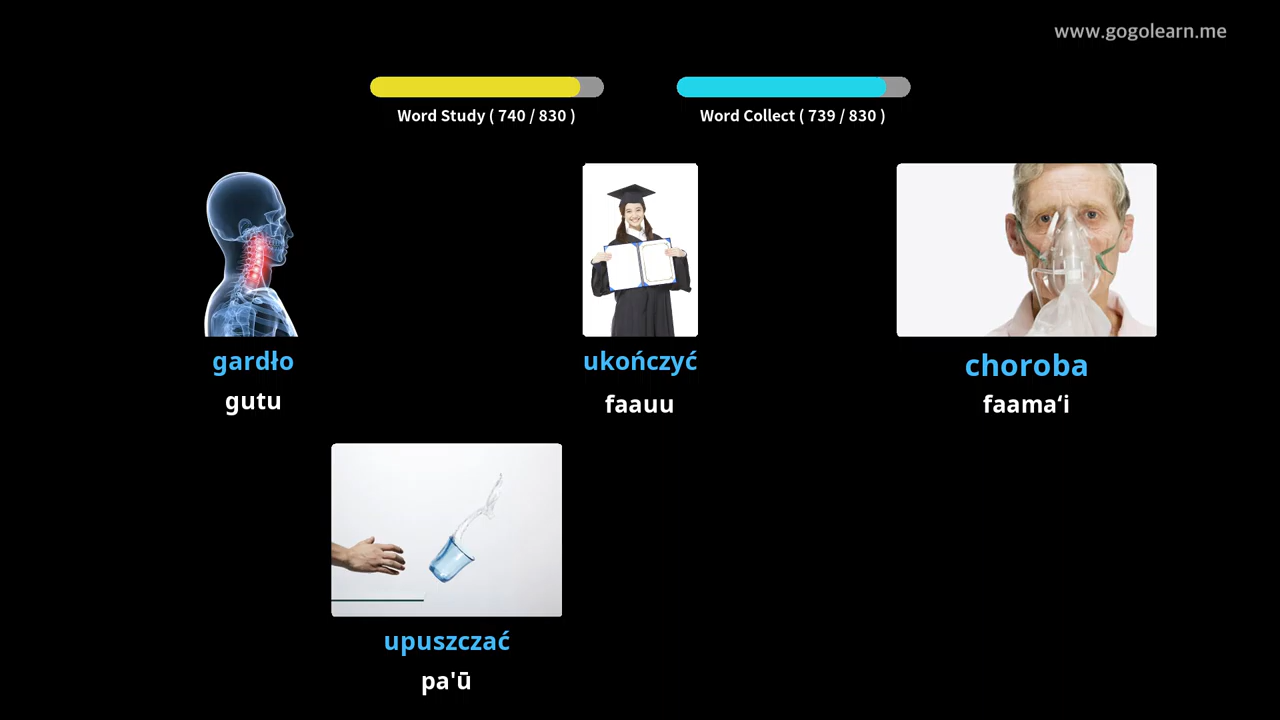 www.gogolearn.me
Word Study ( 740 / 830 )
Word Collect ( 739 / 830 )
gardło
ukończyć
choroba
gutu
faauu
faamaʻi
upuszczać
pa'ū